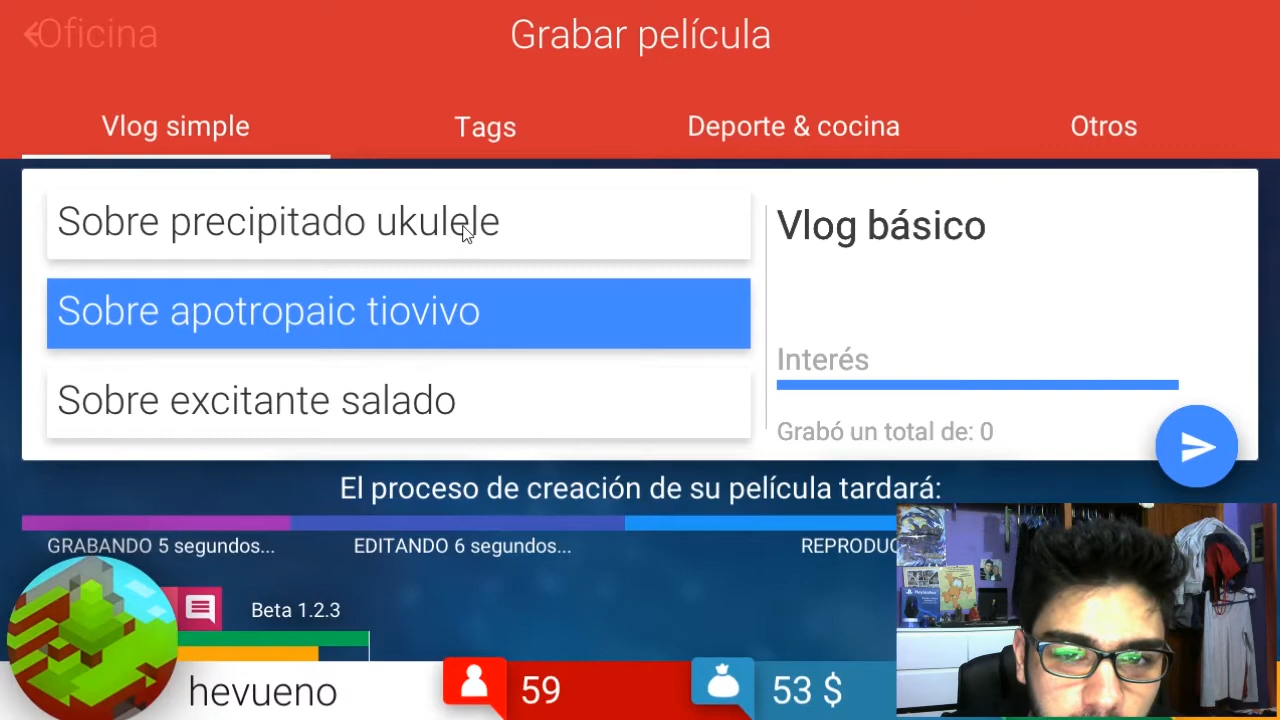 Oficina
Grabar película
Vlog simple
Tags
Deporte & cocina
Otros
Sobre precipitado ukulele
Sobre apotropaic tiovivo
Sobre excitante salado
Vlog básico
Interés
Grabó un total de: 0
El proceso de creación de su película tardará:
GRABANDO 5 segundos...
EDITANDO 6 segundos...
REPRODUC
Beta 1.2.3
hevueno
59
53 $